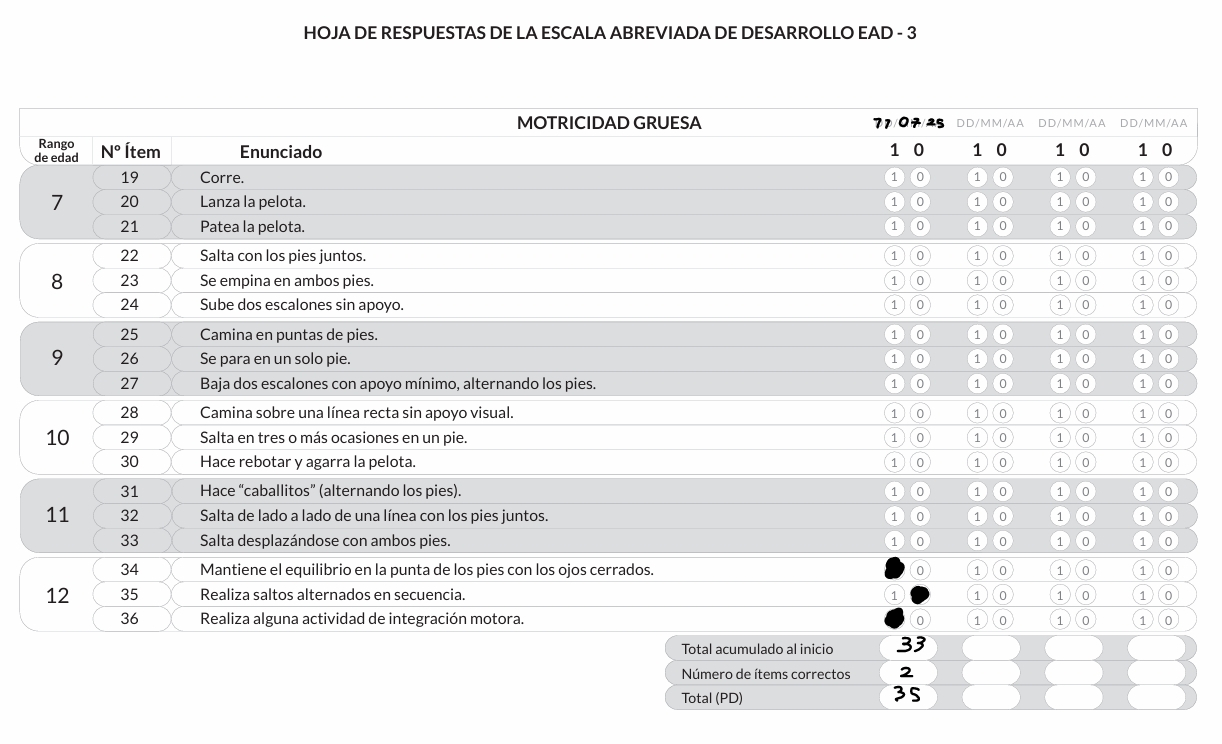 HOJA DE RESPUESTAS DE LA ESCALA ABREVIADA DE DESARROLLO EAD - 3
MOTRICIDAD GRUESA 07 25 DD/MM/AA DD/MM/AA DD/MM/AA
Rango de edad Nº Ítem Enunciado 1 0 1 0 1 0 1 0
7
19 Corre. 1 0 1 0 1 0 1 0
20 Lanza la pelota. 1 0 1 0 1 0 1 0
21 Patea la pelota. 1 0 1 0 1 0 1 0
8
22 Salta con los pies juntos. 1 0 1 0 1 0 1 0
23 Se empina en ambos pies. 1 0 1 0 1 0 1 0
24 Sube dos escalones sin apoyo. 1 0 1 0 1 0 1 0
9
25 Camina en puntas de pies. 1 0 1 0 1 0 1 0
26 Se para en un solo pie. 1 0 1 0 1 0 1 0
27 Baja dos escalones con apoyo mínimo, alternando los pies. 1 0 1 0 1 0 1 0
10
28 Camina sobre una línea recta sin apoyo visual. 1 0 1 0 1 0 1 0
29 Salta en tres o más ocasiones en un pie. 1 0 1 0 1 0 1 0
30 Hace rebotar y agarra la pelota. 1 0 1 0 1 0 1 0
11
31 Hace “caballitos” (alternando los pies). 1 0 1 0 1 0 1 0
32 Salta de lado a lado de una línea con los pies juntos. 1 0 1 0 1 0 1 0
33 Salta desplazándose con ambos pies. 1 0 1 0 1 0 1 0
12
34 Mantiene el equilibrio en la punta de los pies con los ojos cerrados. 0 1 0 1 0 1 0
35 Realiza saltos alternados en secuencia. 1 1 0 1 0 1 0
36 Realiza alguna actividad de integración motora. 0 1 0 1 0 1 0
Total acumulado al inicio 33
Número de ítems correctos 2
Total (PD) 35